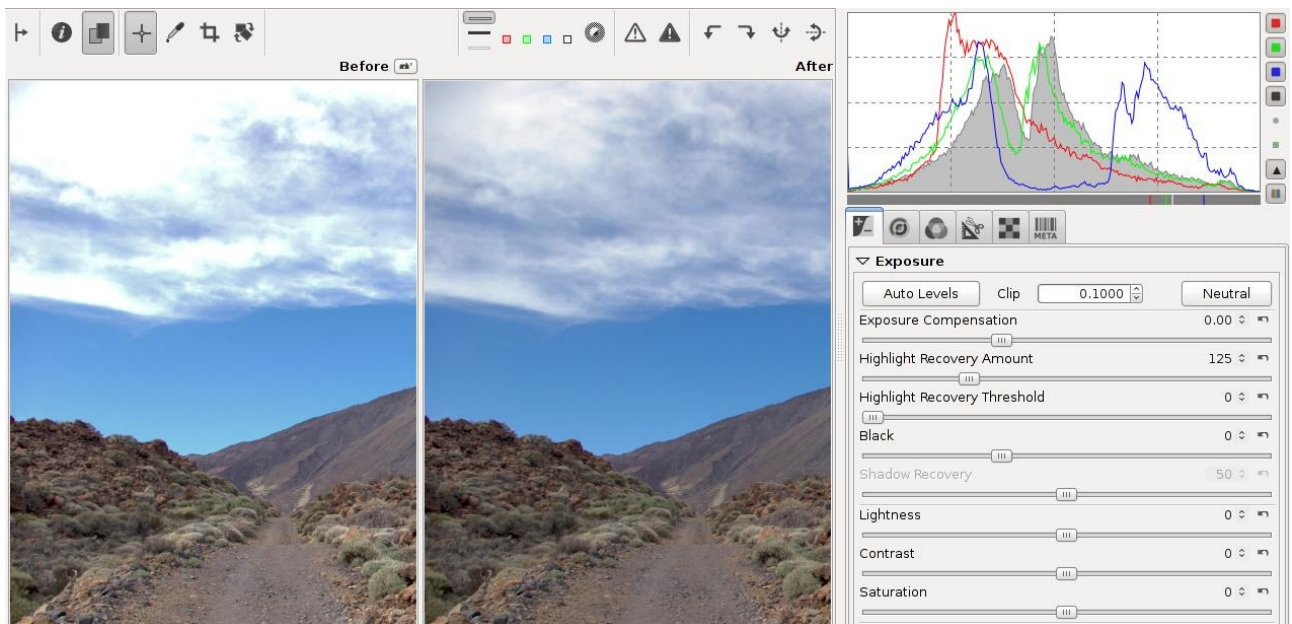 Before
After
META
Exposure
Auto Levels Clip 0.1000 Neutral
Exposure Compensation 0.00
Highlight Recovery Amount 125
Highlight Recovery Threshold 0
Black 0
Shadow Recovery 50
Lightness 0
Contrast 0
Saturation 0